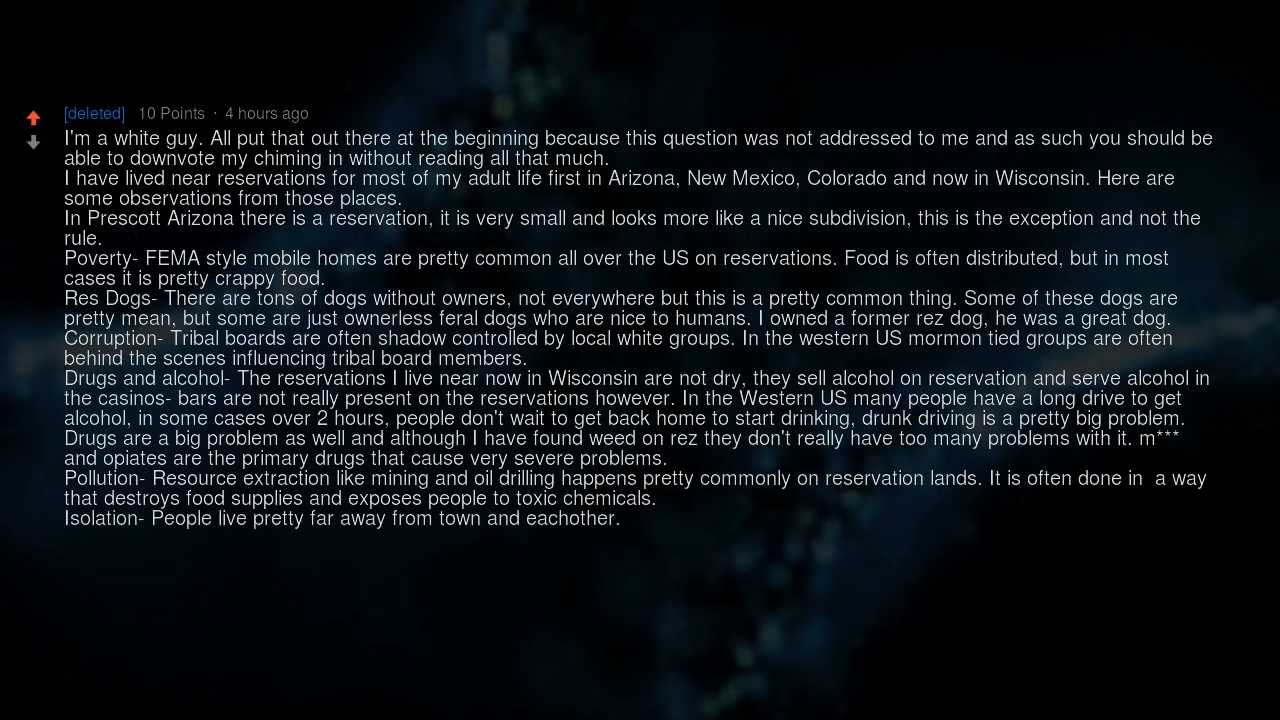 [deleted] 10 Points · 4 hours ago
I'm a white guy. All put that out there at the beginning because this question was not addressed to me and as such you should be
able to downvote my chiming in without reading all that much.
I have lived near reservations for most of my adult life first in Arizona, New Mexico, Colorado and now in Wisconsin. Here are
some observations from those places.
In Prescott Arizona there is a reservation, it is very small and looks more like a nice subdivision, this is the exception and not the
rule.
Poverty- FEMA style mobile homes are pretty common all over the US on reservations. Food is often distributed, but in most
cases it is pretty crappy food.
Res Dogs- There are tons of dogs without owners, not everywhere but this is a pretty common thing. Some of these dogs are
pretty mean, but some are just ownerless feral dogs who are nice to humans. I owned a former rez dog, he was a great dog.
Corruption- Tribal boards are often shadow controlled by local white groups. In the western US mormon tied groups are often
behind the scenes influencing tribal board members.
Drugs and alcohol- The reservations I live near now in Wisconsin are not dry, they sell alcohol on reservation and serve alcohol in
the casinos- bars are not really present on the reservations however. In the Western US many people have a long drive to get
alcohol, in some cases over 2 hours, people don't wait to get back home to start drinking, drunk driving is a pretty big problem.
Drugs are a big problem as well and although I have found weed on rez they don't really have too many problems with it. m***
and opiates are the primary drugs that cause very severe problems.
Pollution- Resource extraction like mining and oil drilling happens pretty commonly on reservation lands. It is often done in  a way
that destroys food supplies and exposes people to toxic chemicals.
Isolation- People live pretty far away from town and eachother.